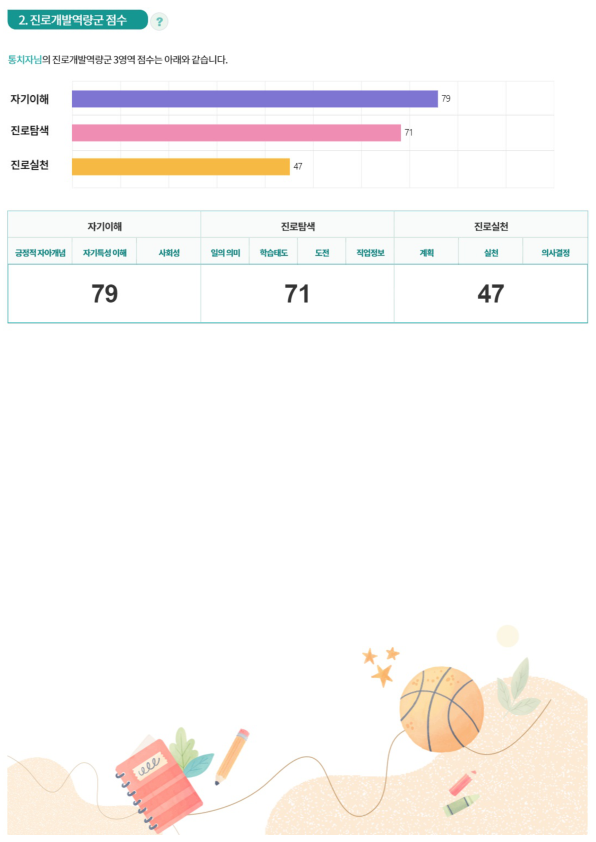 2. 진로개발역량군 점수 ?
통치자님의 진로개발역량군 3영역 점수는 아래와 같습니다.
자기이해 79
진로탐색 71
진로실천 47
자기이해 진로탐색 진로실천
긍정적 자아개념 자기특성 이해 사회성 일의 의미 학습태도 도전 직업정보 계획 실천 의사결정
79 71 47